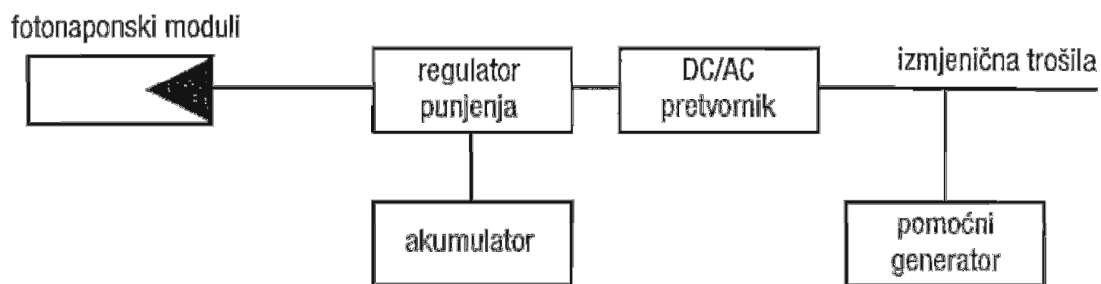 fotonaponski moduli
regulator
punjenja
DC/AC
pretvornik
izmjenična trošila
akumulator
pomoćni
generator